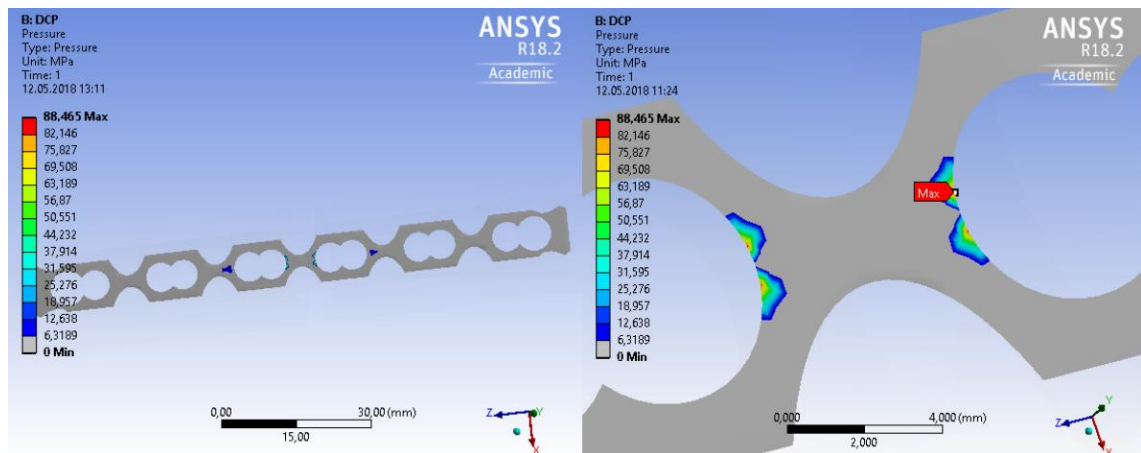 B: DCP
Pressure
Type: Pressure
Unit: MPa
Time: 1
12.05.2018 13:11
88,465 Max
82,146
75,827
69,508
63,189
56,87
50,551
44,232
37,914
31,595
25,276
18,957
12,638
6,3189
0 Min
ANSYS
R18.2
Academic
0,00
30,00 (mm)
15,00
Z
Y
X
B: DCP
Pressure
Type: Pressure
Unit: MPa
Time: 1
12.05.2018 11:24
88,465 Max
82,146
75,827
69,508
63,189
56,87
50,551
44,232
37,914
31,595
25,276
18,957
12,638
6,3189
0 Min
ANSYS
R18.2
Academic
Max
0,000
4,000 (mm)
2,000
Z
Y
X